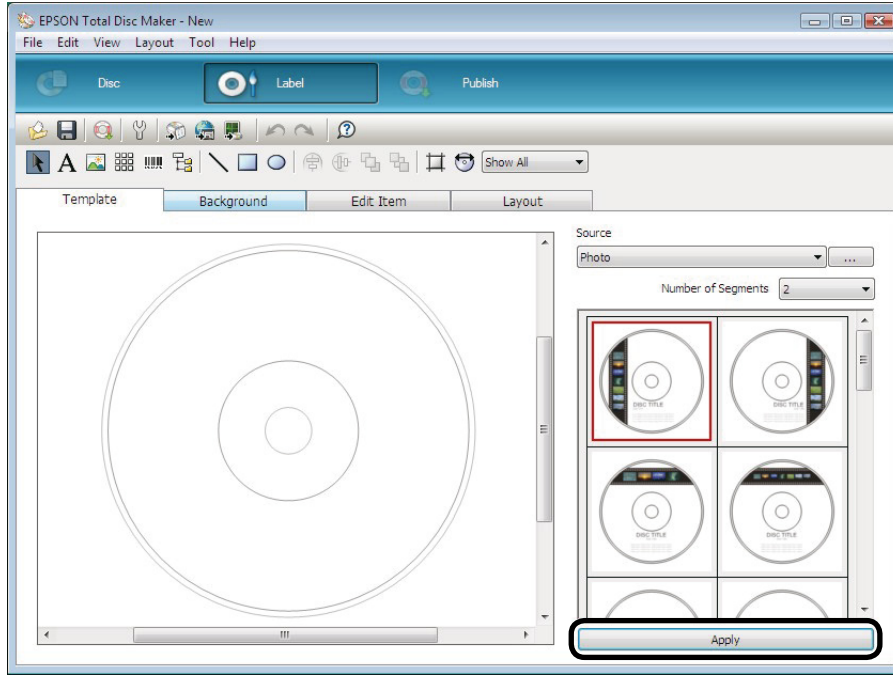 EPSON Total Disc Maker - New
File Edit View Layout Tool Help
Disc Label Publish
A Show All
Template Background Edit Item Layout
Source
Photo ...
Number of Segments 2
DISC TITLE DISC TITLE
DISC TITLE DISC TITLE
Apply